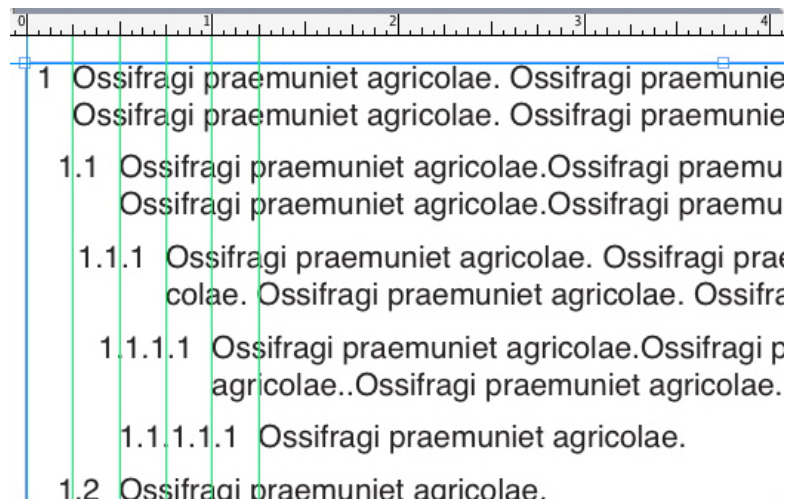 0 1 2 3 4
1 Ossifragi praemuniet agricolae. Ossifragi praemunie
Ossifragi praemuniet agricolae. Ossifragi praemunie
1.1 Ossifragi praemuniet agricolae.Ossifragi praemu
Ossifragi praemuniet agricolae.Ossifragi praemu
1.1.1 Ossifragi praemuniet agricolae. Ossifragi prae
colae. Ossifragi praemuniet agricolae. Ossifra
1.1.1.1 Ossifragi praemuniet agricolae.Ossifragi p
agricolae..Ossifragi praemuniet agricolae.
1.1.1.1.1 Ossifragi praemuniet agricolae.
1.2 Ossifragi praemuniet agricolae.